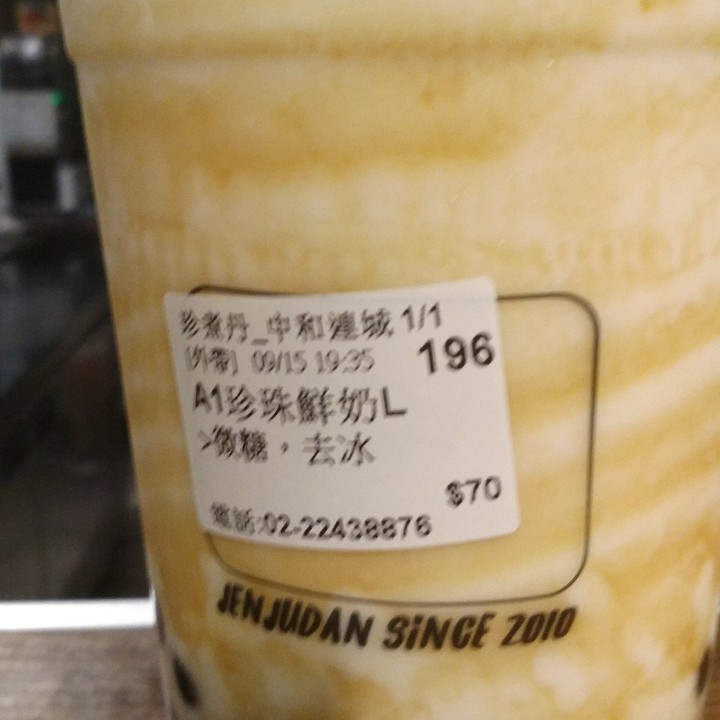 珍煮丹_中和連城 1/1
[外帶] 09/15 19:35 196
A1珍珠鮮奶L
>微糖,去冰
$70
電話:02-22438876
JENJUDAN SINCE 2010